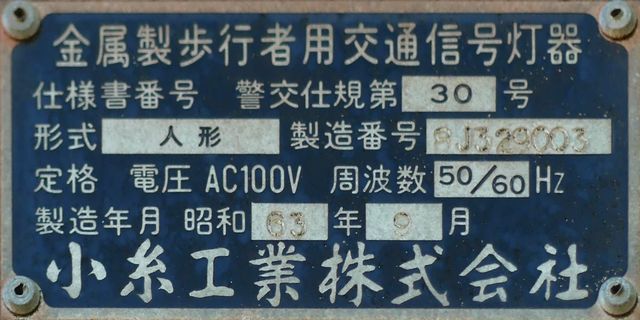 金属製歩行者用交通信号灯器
仕様書番号 警交仕規第 30 号
形式 人形 製造番号 8J329003
定格 電圧 AC100V 周波数 50/60 Hz
製造年月 昭和 63 年 9 月
小糸工業株式会社